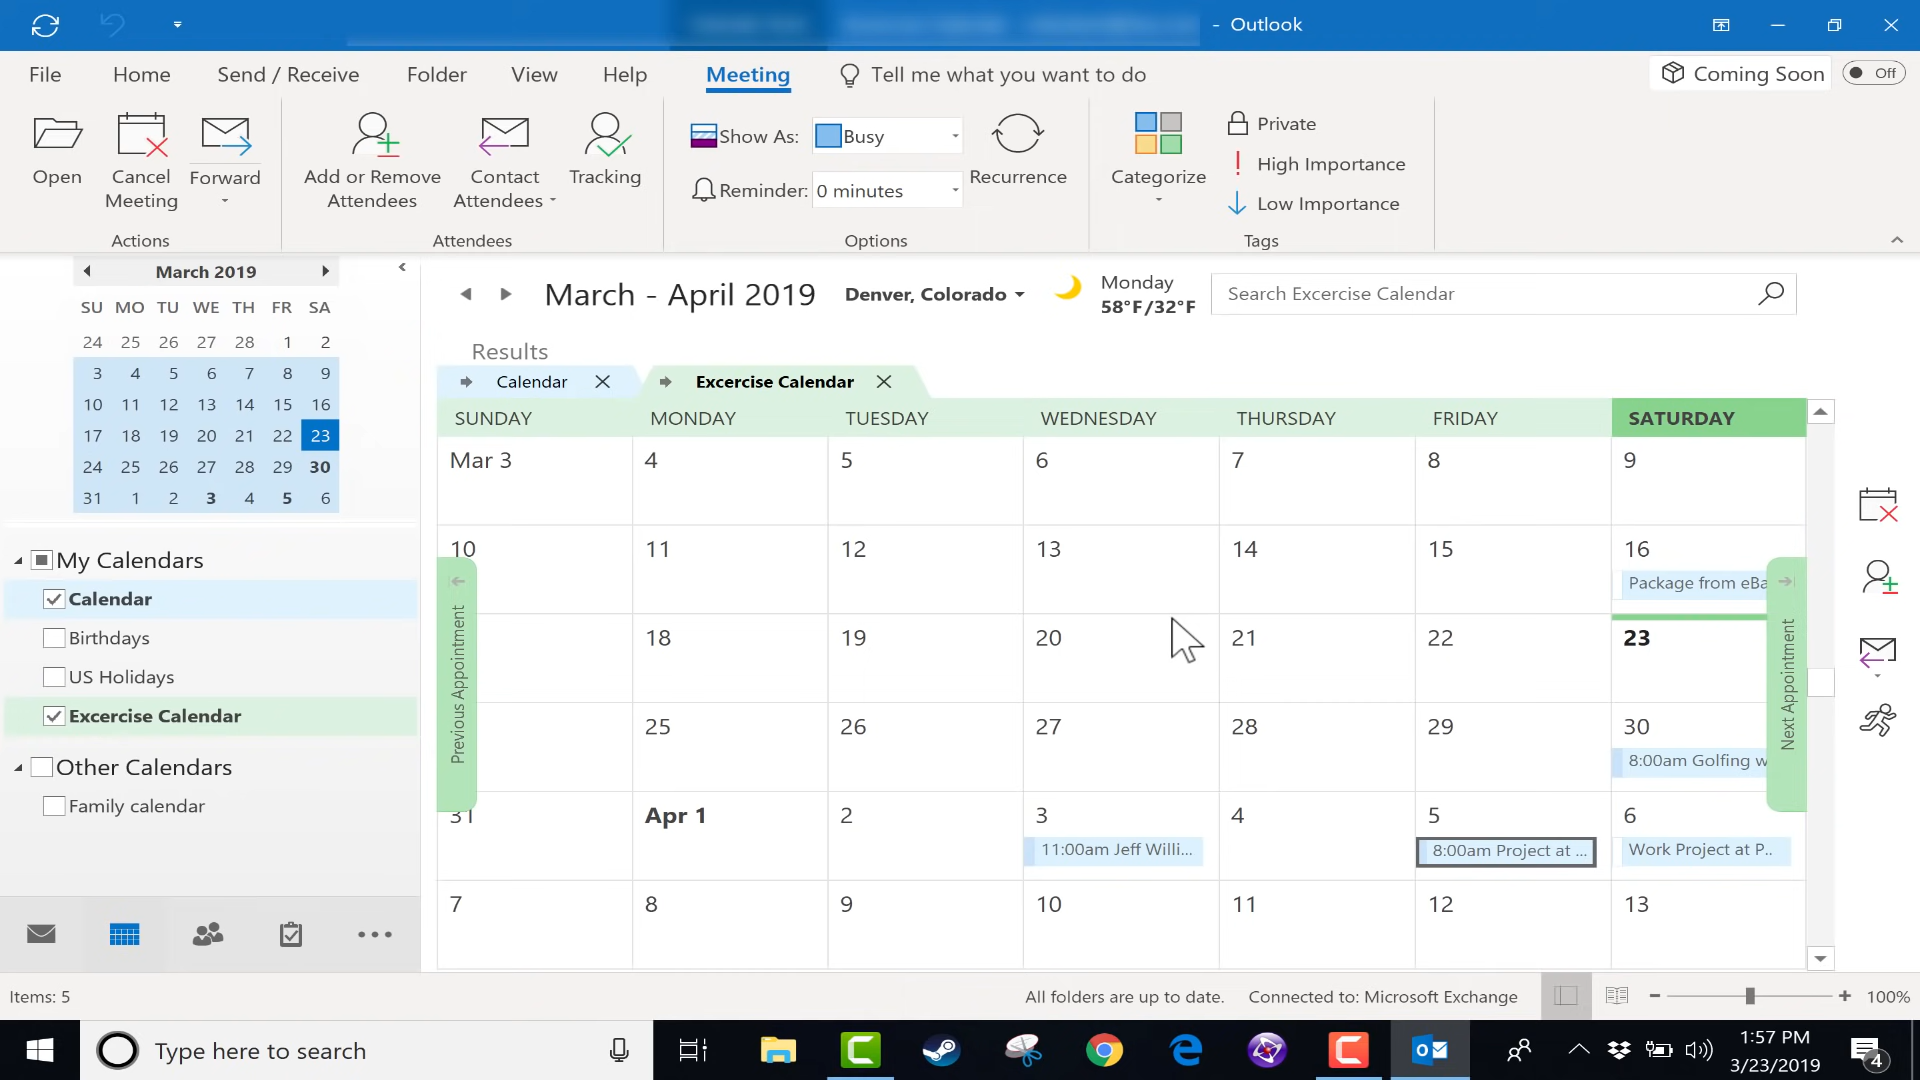 - Outlook
File Home Send / Receive Folder View Help Meeting Tell me what you want to do Coming Soon Off
Open
Cancel Meeting
Forward
Actions
Add or Remove Attendees
Contact Attendees
Tracking
Attendees
Show As: Busy
Reminder: 0 minutes
Recurrence
Options
Categorize
Private
High Importance
Low Importance
Tags
March 2019
SU MO TU WE TH FR SA
24 25 26 27 28 1 2
3 4 5 6 7 8 9
10 11 12 13 14 15 16
17 18 19 20 21 22 23
24 25 26 27 28 29 30
31 1 2 3 4 5 6
My Calendars
Calendar
Birthdays
US Holidays
Excercise Calendar
Other Calendars
Family calendar
March - April 2019
Denver, Colorado
Monday
58°F/32°F
Search Excercise Calendar
Results
Calendar
Excercise Calendar
SUNDAY MONDAY TUESDAY WEDNESDAY THURSDAY FRIDAY SATURDAY
Mar 3 4 5 6 7 8 9
10 11 12 13 14 15 16
Package from eBa
18 19 20 21 22 23
25 26 27 28 29 30
8:00am Golfing w
31 Apr 1 2 3 4 5 6
11:00am Jeff Willi... 8:00am Project at ... Work Project at P..
7 8 9 10 11 12 13
Previous Appointment
Next Appointment
Items: 5
All folders are up to date. Connected to: Microsoft Exchange 100%
Type here to search
1:57 PM
3/23/2019
4